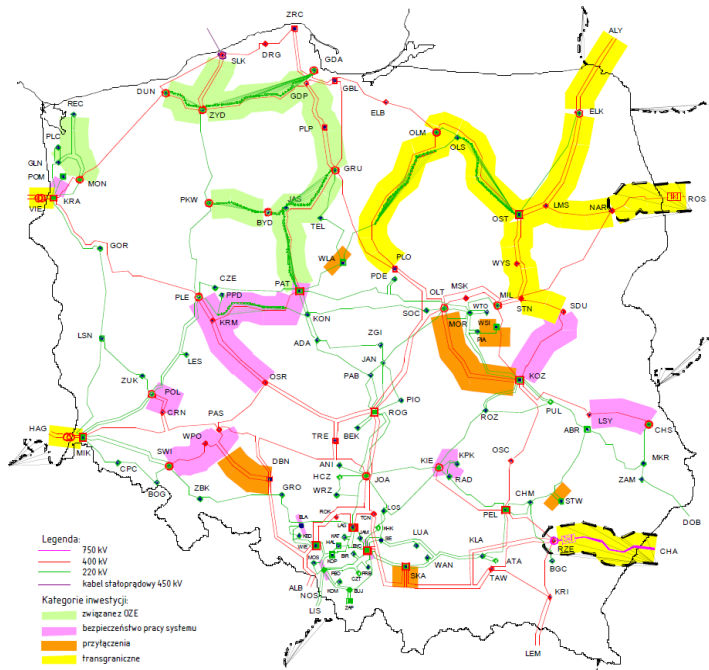 ZRC
ALY
DRG
SLK
GDA
DUN
GDP
GBL
ZYD
ELB
ELK
REC
PLP
OLM
PLC
OLS
GLN
GRU
POM
MON
JAS
VIE
KRA
PKW
BYD
TEL
OST
LMS
NAR
ROS
GOR
WLA
PLO
WYS
PDE
CZE
PAT
PLE
PPD
OLT
MSK
MIL
WTO
STN
SDU
KRM
KON
SOC
MOR
WSI
LSN
ADA
ZGI
PIA
LES
JAN
ZUK
OSR
PAB
KOZ
POL
PIO
PUL
CRN
PAS
ROG
ROZ
LSY
CHS
HAG
WPO
TRE
BEK
ABR
MIK
SWI
DBN
ANI
KIE
KPK
OSC
MKR
CPC
HCZ
JOA
RAD
ZAM
BOG
ZBK
GRO
WRZ
CHM
STW
LOS
PEL
DOB
ROK
TCN
LUA
KLA
RZE
CHA
WAN
ATA
BGC
SKA
TAW
ALB
NOS
KRI
LIS
LEM
Legenda:
750 kV
400 kV
220 kV
kabel stałoprądowy 450 kV
Kategorie inwestycji:
związane z OZE
bezpieczeństwo pracy systemu
przyłączenia
transgraniczne